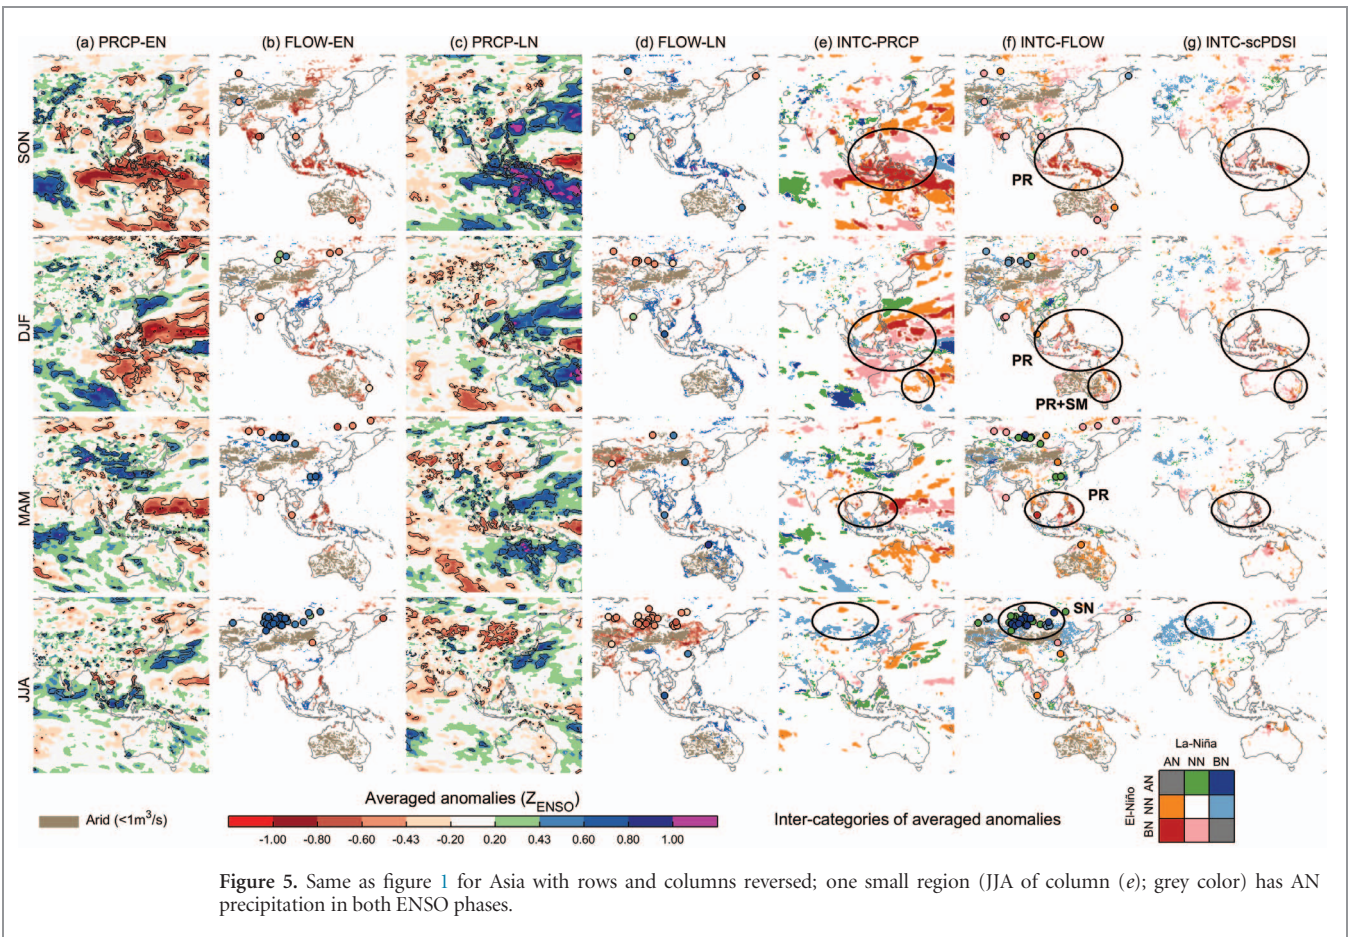 (a) PRCP-EN (b) FLOW-EN (c) PRCP-LN (d) FLOW-LN (e) INTC-PRCP (f) INTC-FLOW (g) INTC-scPDSI
SON
PR
DJF
PR
PR+SM
MAM
PR
JJA
SN
La-Niña
AN NN BN
El-Niño
BN NN AN
Arid (<1m³/s)
Averaged anomalies (Z_ENSO)
-1.00 -0.80 -0.60 -0.43 -0.20 0.20 0.43 0.60 0.80 1.00
Inter-categories of averaged anomalies
Figure 5. Same as figure 1 for Asia with rows and columns reversed; one small region (JJA of column (e); grey color) has AN
precipitation in both ENSO phases.